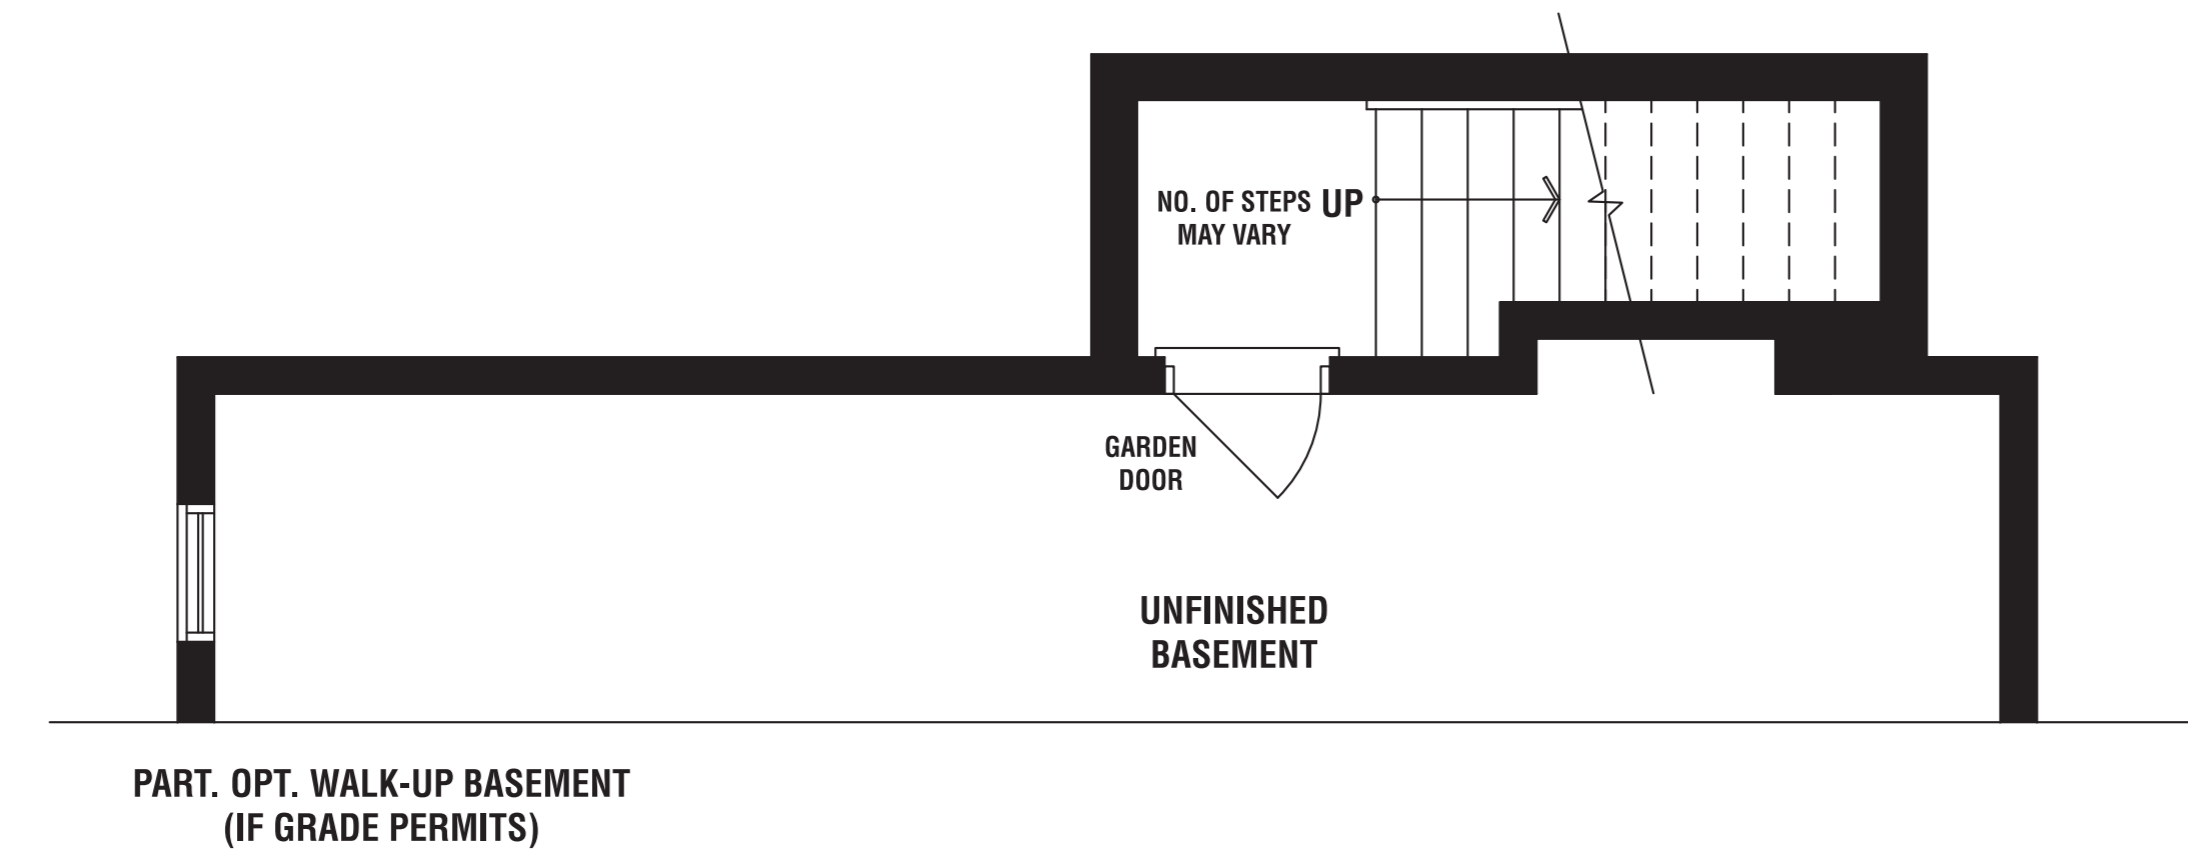 NO. OF STEPS UP
MAY VARY
GARDEN
DOOR
UNFINISHED
BASEMENT
PART. OPT. WALK-UP BASEMENT
(IF GRADE PERMITS)